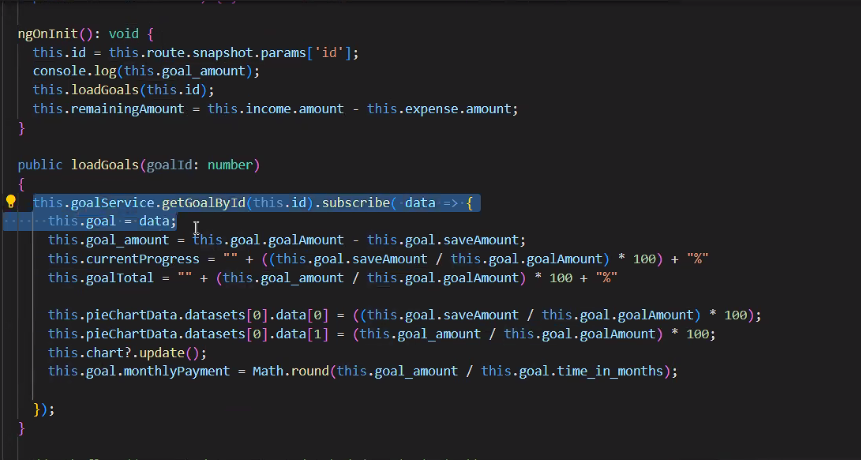 ngOnInit(): void {
this.id = this.route.snapshot.params['id'];
console.log(this.goal_amount);
this.loadGoals(this.id);
this.remainingAmount = this.income.amount - this.expense.amount;
}
public loadGoals(goalId: number)
{
this.goalService.getGoalById(this.id).subscribe( data => {
this.goal = data;
this.goal_amount = this.goal.goalAmount - this.goal.saveAmount;
this.currentProgress = "" + ((this.goal.saveAmount / this.goal.goalAmount) * 100) + "%"
this.goalTotal = "" + (this.goal_amount / this.goal.goalAmount) * 100 + "%"
this.pieChartData.datasets[0].data[0] = ((this.goal.saveAmount / this.goal.goalAmount) * 100);
this.pieChartData.datasets[0].data[1] = (this.goal_amount / this.goal.goalAmount) * 100;
this.chart?.update();
this.goal.monthlyPayment = Math.round(this.goal_amount / this.goal.time_in_months);
});
}